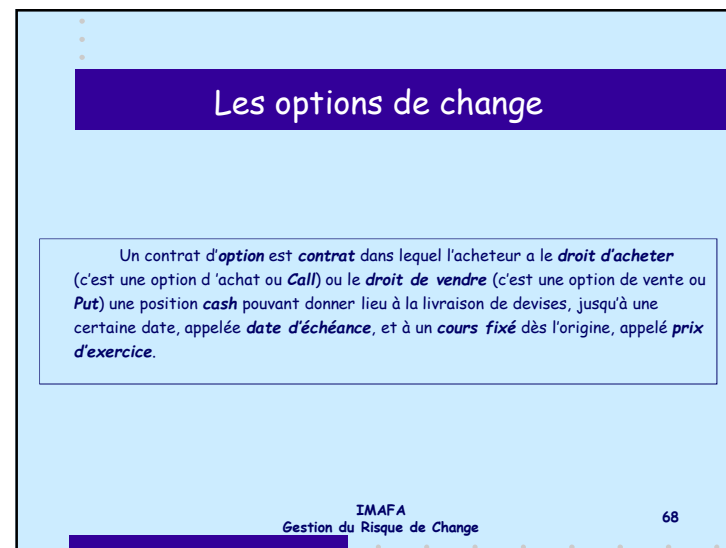 Les options de change
Un contrat d'option est contrat dans lequel l'acheteur a le droit d'acheter
(c'est une option d 'achat ou Call) ou le droit de vendre (c'est une option de vente ou
Put) une position cash pouvant donner lieu à la livraison de devises, jusqu'à une
certaine date, appelée date d'échéance, et à un cours fixé dès l'origine, appelé prix
d'exercice.
IMAFA
Gestion du Risque de Change
68